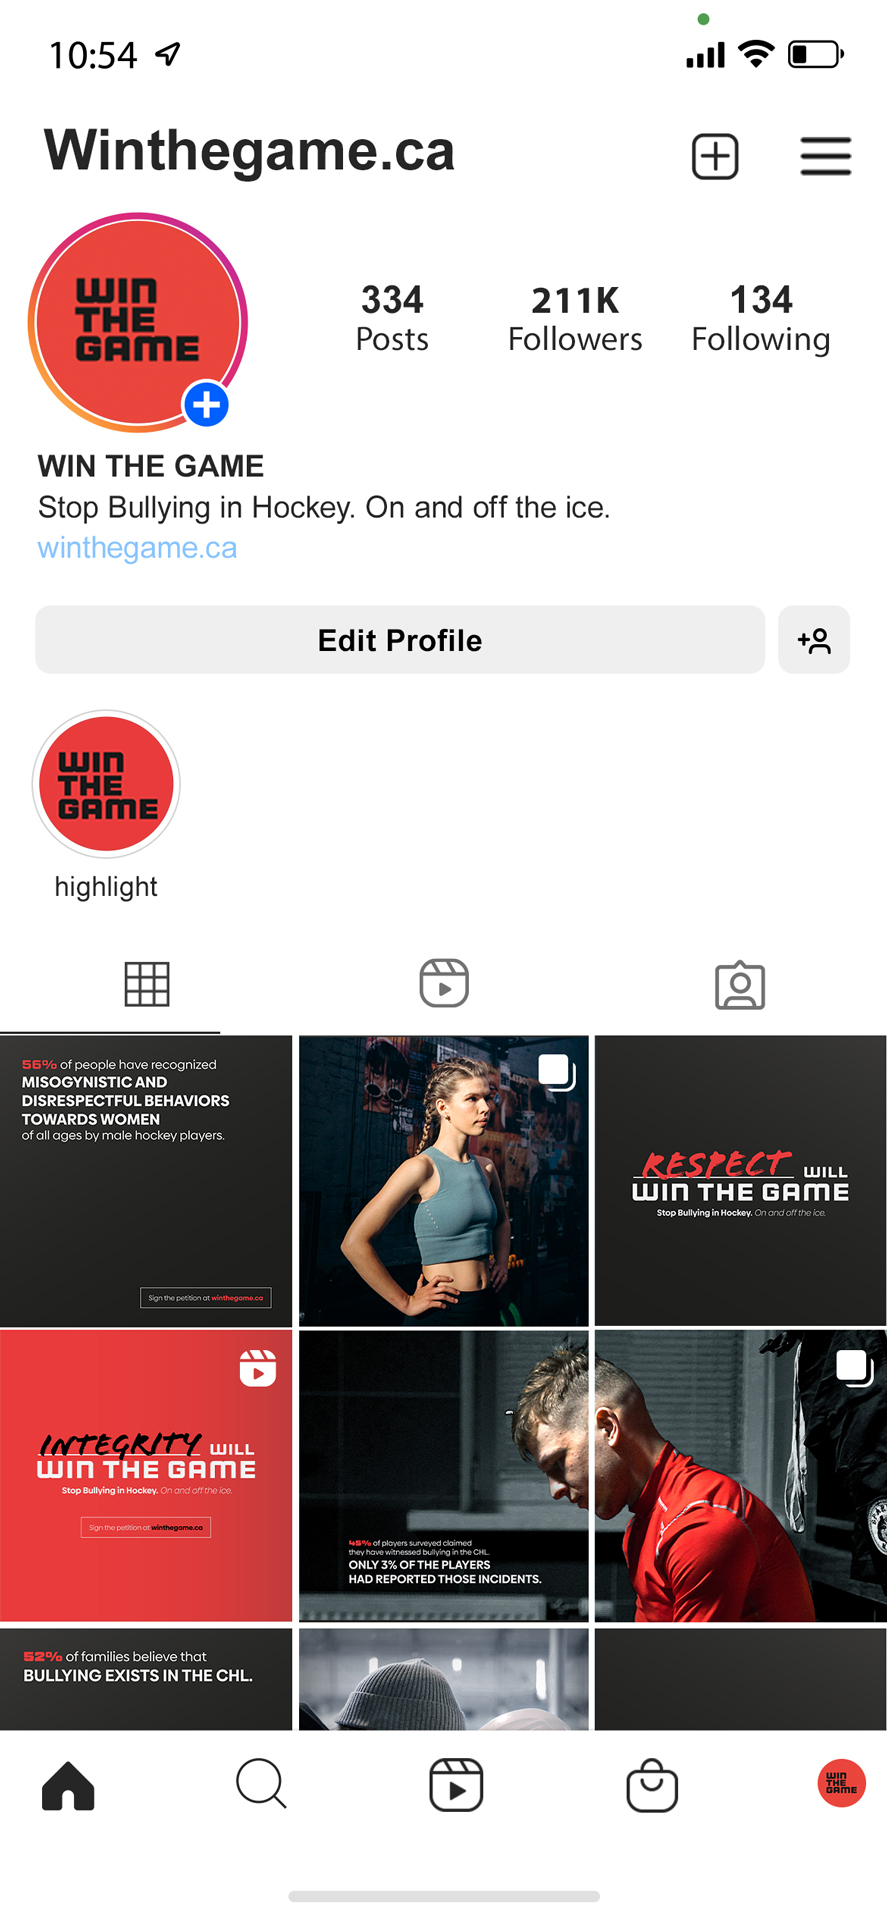 10:54
Winthegame.ca
WIN
THE
GAME
334
Posts
211K
Followers
134
Following
WIN THE GAME
Stop Bullying in Hockey. On and off the ice.
winthegame.ca
Edit Profile
WIN
THE
GAME
highlight
56% of people have recognized
MISOGYNISTIC AND
DISRESPECTFUL BEHAVIORS
TOWARDS WOMEN
of all ages by male hockey players.
Sign the petition at winthegame.ca
RESPECT WILL
WIN THE GAME
Stop Bullying in Hockey. On and off the ice.
INTEGRITY WILL
WIN THE GAME
Stop Bullying in Hockey. On and off the ice.
Sign the petition at winthegame.ca
45% of players surveyed claimed
they have witnessed bullying in the CHL.
ONLY 3% OF THE PLAYERS
HAD REPORTED THOSE INCIDENTS.
52% of families believe that
BULLYING EXISTS IN THE CHL.
WIN
THE
GAME